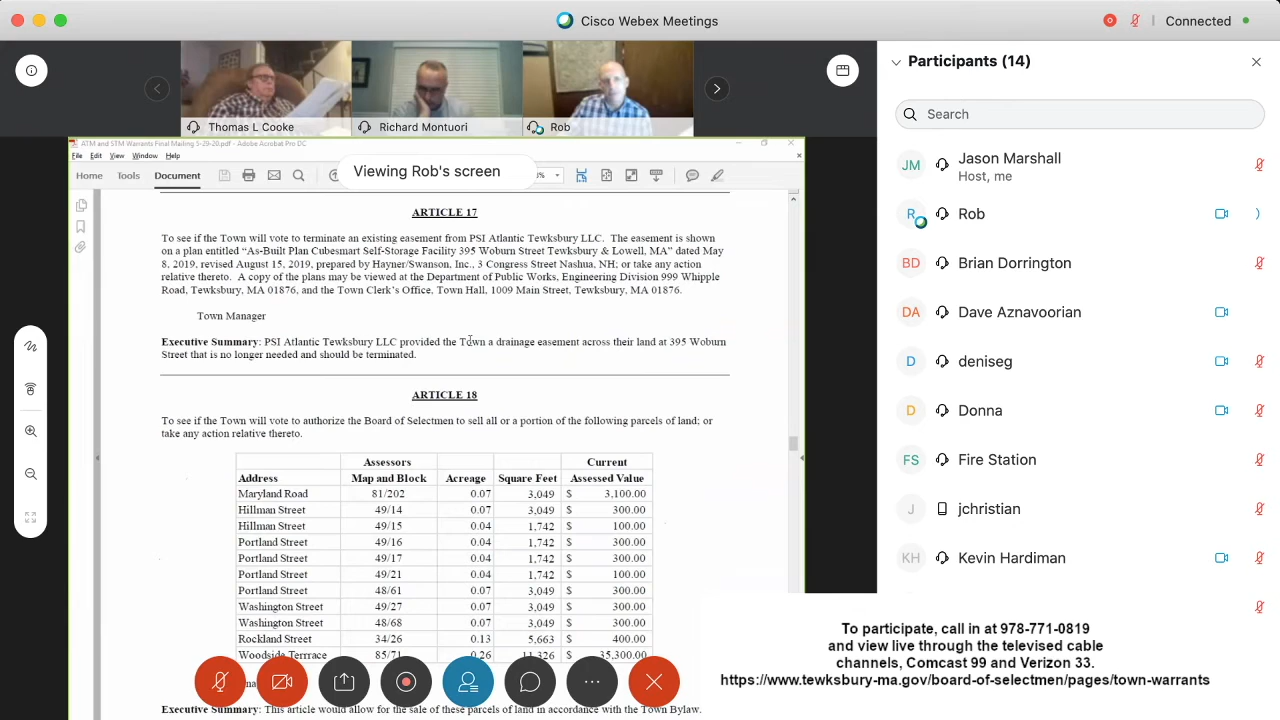 Cisco Webex Meetings
Connected
Thomas L Cooke
Richard Montuori
Rob
ATM and STM Warrants Final Mailing 5-29-20.pdf - Adobe Acrobat Pro DC
File Edit View Window Help
Home Tools Document
Viewing Rob's screen
ARTICLE 17
To see if the Town will vote to terminate an existing easement from PSI Atlantic Tewksbury LLC. The easement is shown
on a plan entitled “As-Built Plan Cubesmart Self-Storage Facility 395 Woburn Street Tewksbury & Lowell, MA” dated May
8, 2019, revised August 15, 2019, prepared by Hayner/Swanson, Inc., 3 Congress Street Nashua, NH; or take any action
relative thereto. A copy of the plans may be viewed at the Department of Public Works, Engineering Division 999 Whipple
Road, Tewksbury, MA 01876, and the Town Clerk’s Office, Town Hall, 1009 Main Street, Tewksbury, MA 01876.
Town Manager
Executive Summary: PSI Atlantic Tewksbury LLC provided the Town a drainage easement across their land at 395 Woburn
Street that is no longer needed and should be terminated.
ARTICLE 18
To see if the Town will vote to authorize the Board of Selectmen to sell all or a portion of the following parcels of land; or
take any action relative thereto.
Assessors Current
Address Map and Block Acreage Square Feet Assessed Value
Maryland Road 81/202 0.07 3,049 $ 3,100.00
Hillman Street 49/14 0.07 3,049 $ 300.00
Hillman Street 49/15 0.04 1,742 $ 100.00
Portland Street 49/16 0.04 1,742 $ 300.00
Portland Street 49/17 0.04 1,742 $ 300.00
Portland Street 49/21 0.04 1,742 $ 100.00
Portland Street 48/61 0.07 3,049 $ 300.00
Washington Street 49/27 0.07 3,049 $ 300.00
Washington Street 48/68 0.07 3,049 $ 300.00
Rockland Street 34/26 0.13 5,663 $ 400.00
Woodside Terrrace 85/71 0.26 11,326 $ 35,300.00
Executive Summary: This article would allow for the sale of these parcels of land in accordance with the Town Bylaw.
Participants (14)
Search
JM Jason Marshall
Host, me
R Rob
BD Brian Dorrington
DA Dave Aznavoorian
D deniseg
D Donna
FS Fire Station
J jchristian
KH Kevin Hardiman
To participate, call in at 978-771-0819
and view live through the televised cable
channels, Comcast 99 and Verizon 33.
https://www.tewksbury-ma.gov/board-of-selectmen/pages/town-warrants